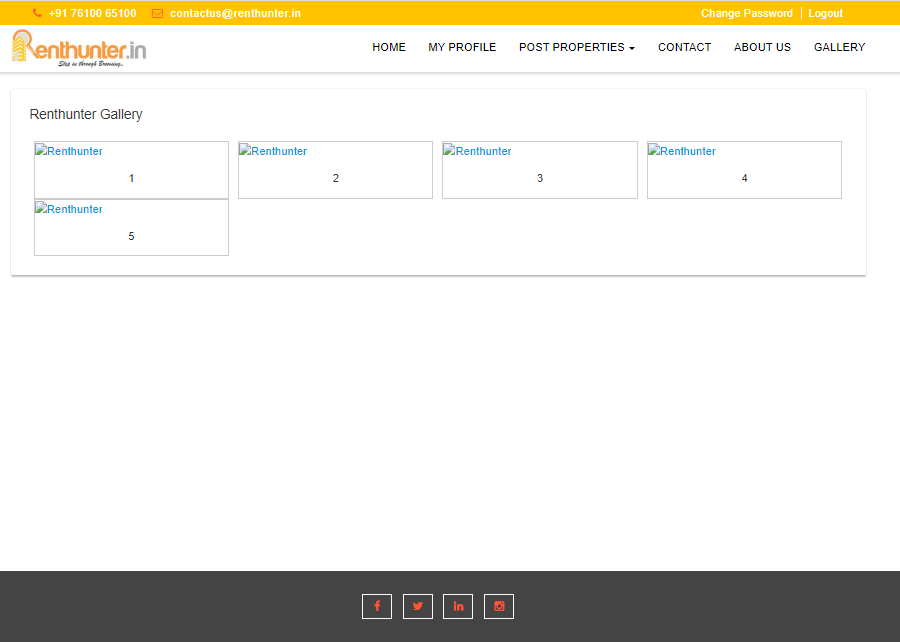 +91 76100 65100 contactus@renthunter.in Change Password Logout
Renthunter.in
Step in through Browsing..
HOME MY PROFILE POST PROPERTIES CONTACT ABOUT US GALLERY
Renthunter Gallery
Renthunter Renthunter Renthunter Renthunter
1 2 3 4
Renthunter
5